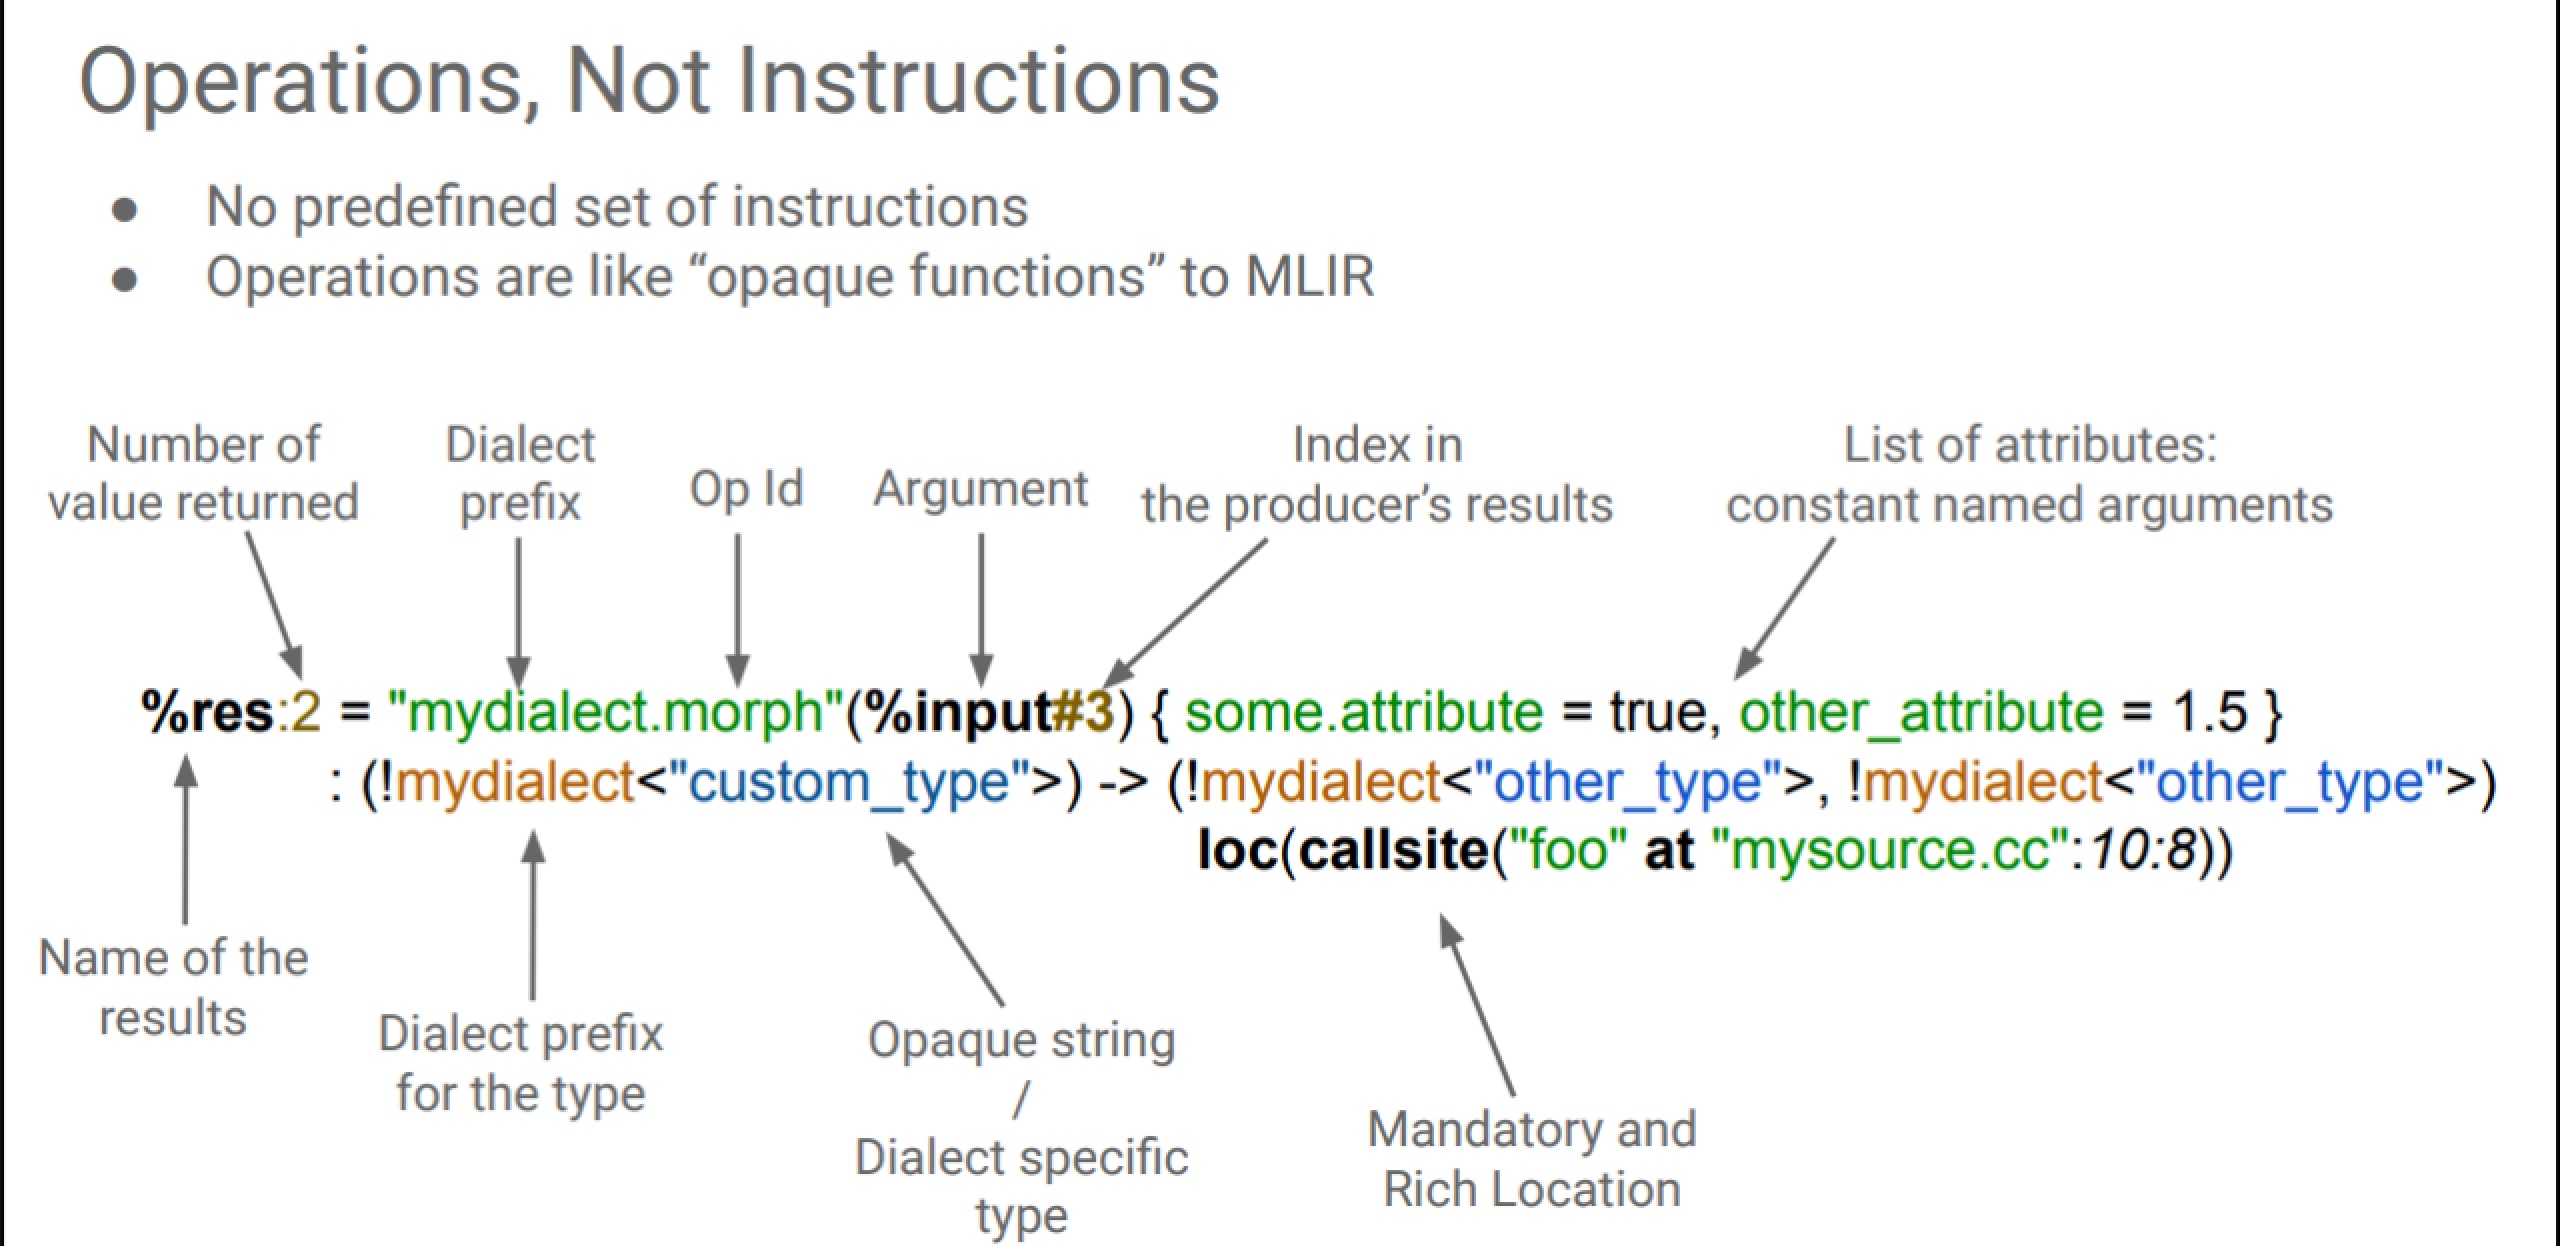 Operations, Not Instructions
● No predefined set of instructions
● Operations are like “opaque functions” to MLIR
Number of
value returned
Dialect
prefix
Op Id
Argument
Index in
the producer’s results
List of attributes:
constant named arguments
%res:2 = "mydialect.morph"(%input#3) { some.attribute = true, other_attribute = 1.5 }
: (!mydialect<"custom_type">) -> (!mydialect<"other_type">, !mydialect<"other_type">)
loc(callsite("foo" at "mysource.cc":10:8))
Name of the
results
Dialect prefix
for the type
Opaque string
/
Dialect specific
type
Mandatory and
Rich Location